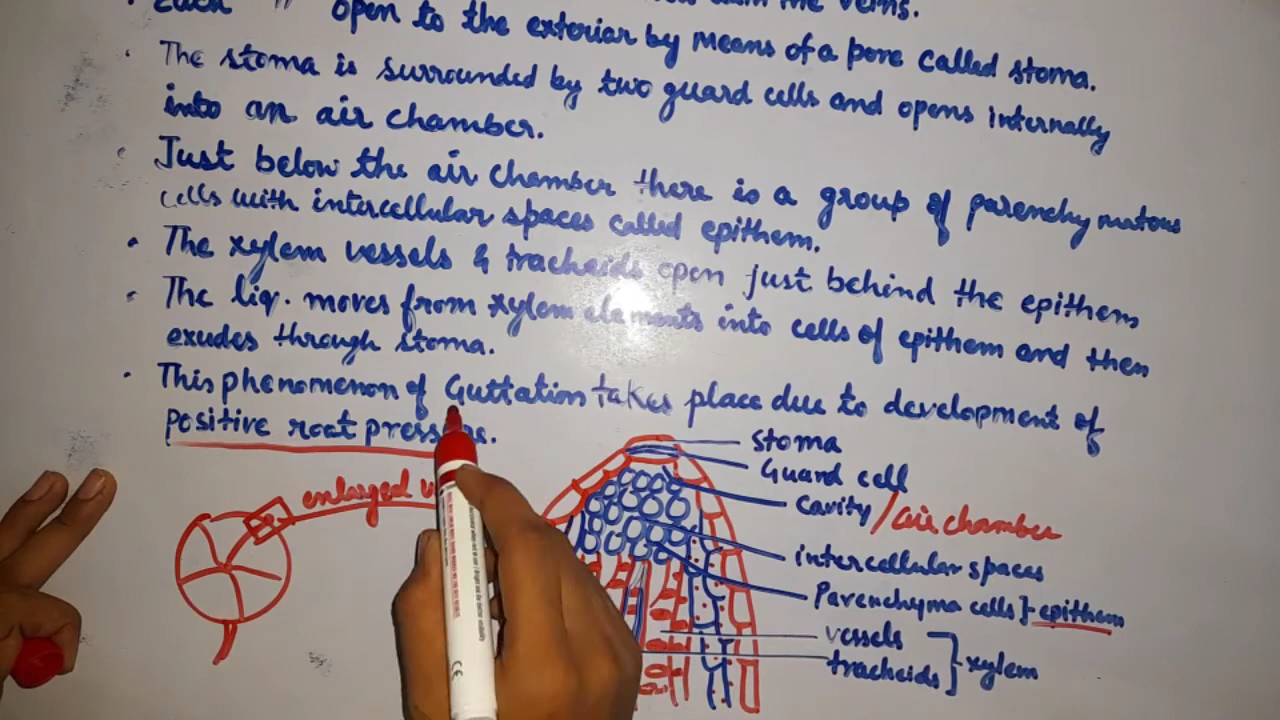 the veins.
• Each " open to the exterior by Means of a pore called stoma.
• The stoma is surrounded by two guard cells and opens internally
into an air chamber.
• Just below the air chamber there is a group of parenchymatous
cells with intercellular spaces called epithem.
• The xylem vessels & tracheids open just behind the epithem
• The liq. moves from xylem elements into cells of epithem and then
exudes through stoma.
• This phenomenon of Guttation takes place due to development of
positive root pressure.
enlarged
stoma
Guard cell
Cavity/air chamber
intercellular spaces
Parenchyma cells}-epithem
vessels
tracheids
xylem